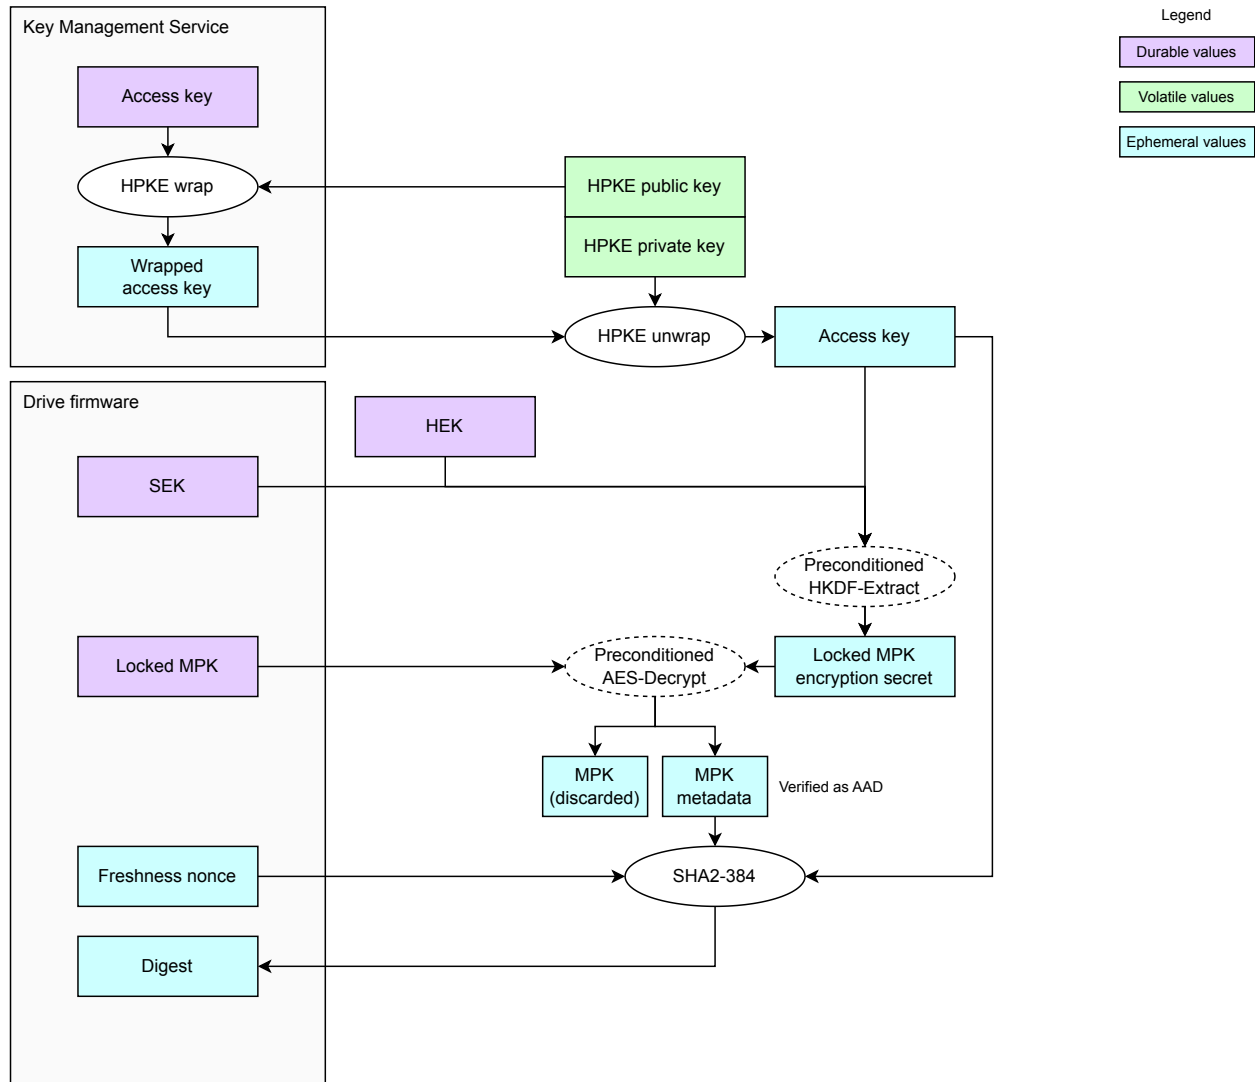 Key Management Service
Legend
Durable values
Access key
Volatile values
Ephemeral values
HPKE wrap
HPKE public key
HPKE private key
Wrapped
access key
HPKE unwrap
Access key
Drive firmware
HEK
SEK
Preconditioned
HKDF-Extract
Locked MPK
Preconditioned
AES-Decrypt
Locked MPK
encryption secret
MPK
(discarded)
MPK
metadata
Verified as AAD
Freshness nonce
SHA2-384
Digest